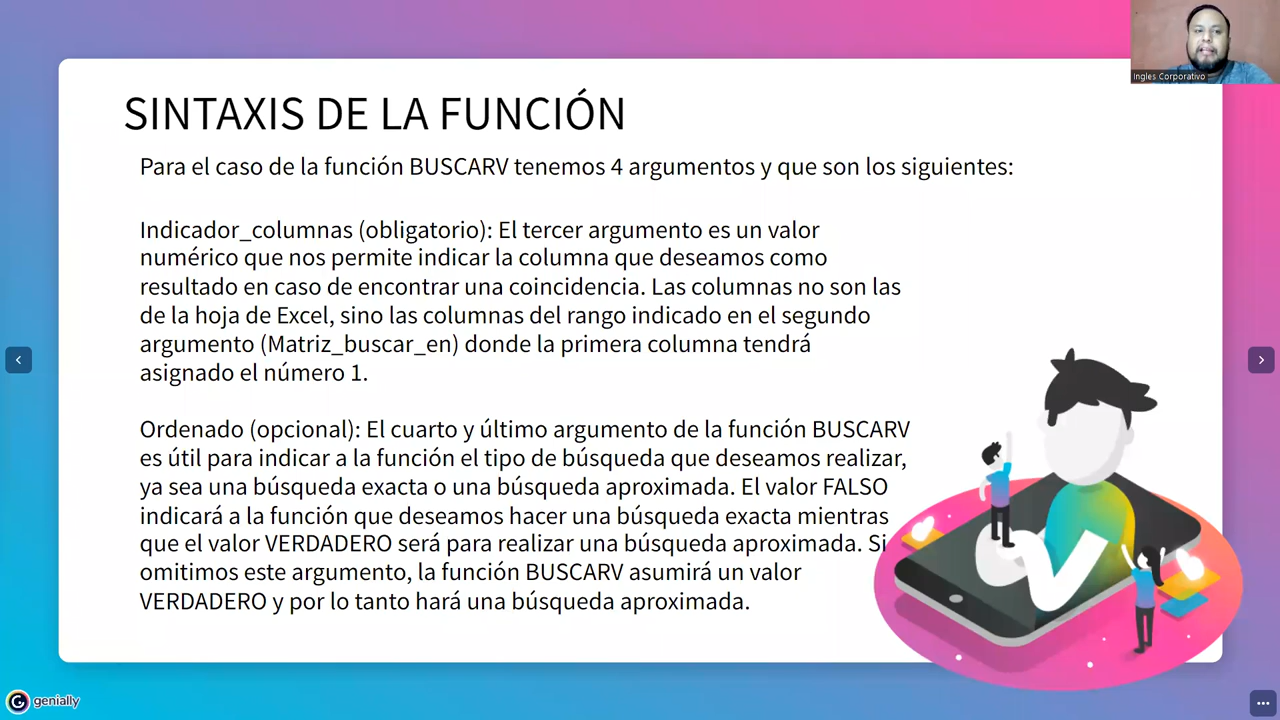 Ingles Corporativo
SINTAXIS DE LA FUNCIÓN
Para el caso de la función BUSCARV tenemos 4 argumentos y que son los siguientes:
Indicador_columnas (obligatorio): El tercer argumento es un valor
numérico que nos permite indicar la columna que deseamos como
resultado en caso de encontrar una coincidencia. Las columnas no son las
de la hoja de Excel, sino las columnas del rango indicado en el segundo
argumento (Matriz_buscar_en) donde la primera columna tendrá
asignado el número 1.
Ordenado (opcional): El cuarto y último argumento de la función BUSCARV
es útil para indicar a la función el tipo de búsqueda que deseamos realizar,
ya sea una búsqueda exacta o una búsqueda aproximada. El valor FALSO
indicará a la función que deseamos hacer una búsqueda exacta mientras
que el valor VERDADERO será para realizar una búsqueda aproximada. Si
omitimos este argumento, la función BUSCARV asumirá un valor
VERDADERO y por lo tanto hará una búsqueda aproximada.
genially